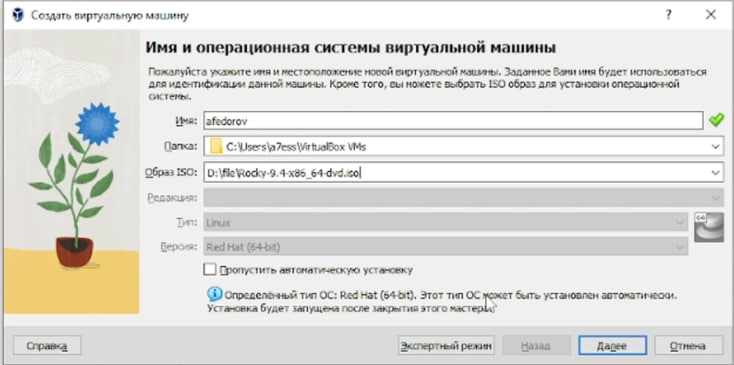 Создать виртуальную машину
Имя и операционная системы виртуальной машины
Пожалуйста укажите имя и местоположение новой виртуальной машины. Заданное Вами имя будет использоваться
для идентификации данной машины. Кроме того, вы можете выбрать ISO образ для установки операционной
системы.
Имя: afedorov
Папка: C:\Users\a7ess\VirtualBox VMs
Образ ISO: D:\file\Rocky-9.4-x86_64-dvd.iso
Редакция:
Тип: Linux
64
Версия: Red Hat (64-bit)
Пропустить автоматическую установку
Определённый тип ОС: Red Hat (64-bit). Этот тип ОС может быть установлен автоматически.
Установка будет запущена после закрытия этого мастера.
Справка Экспертный режим Назад Далее Отмена